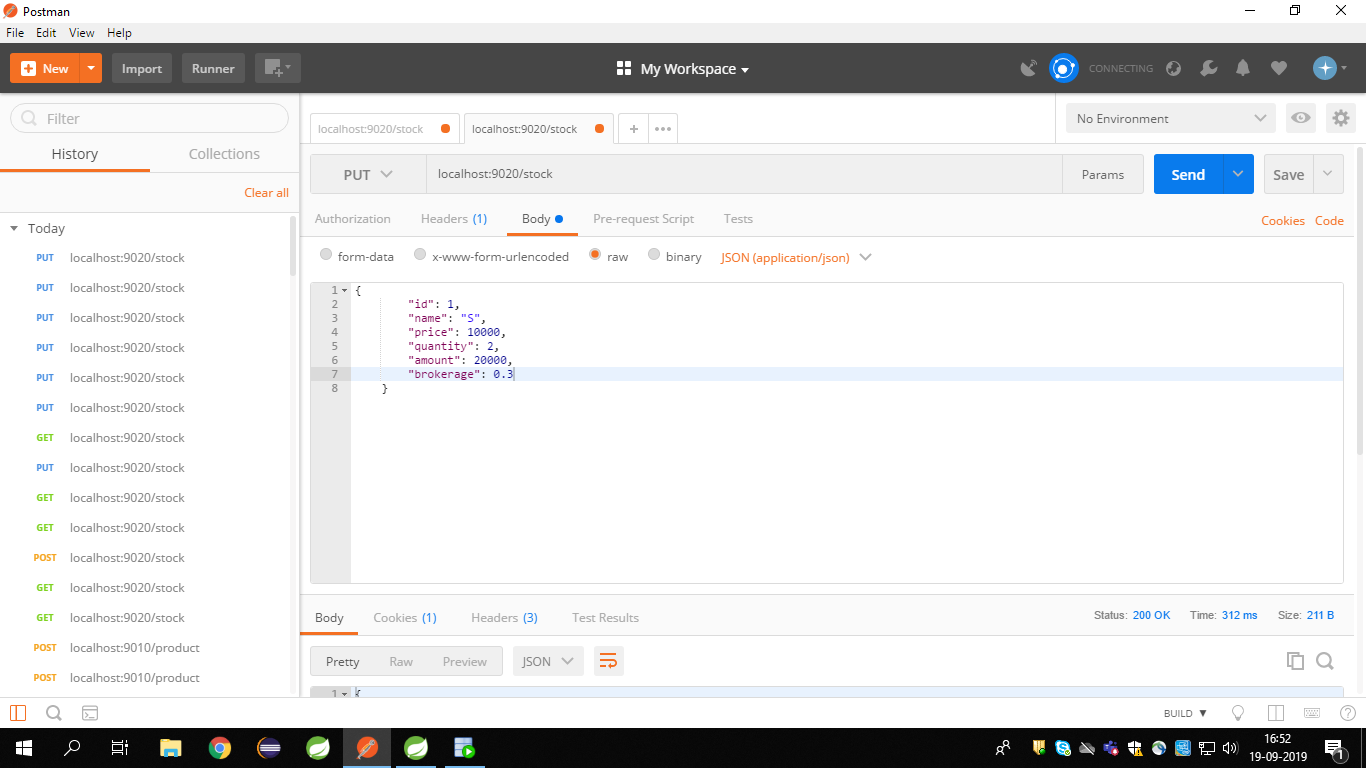 Postman
File Edit View Help
New Import Runner My Workspace CONNECTING
Filter
History Collections
Clear all
Today
PUT localhost:9020/stock
PUT localhost:9020/stock
PUT localhost:9020/stock
PUT localhost:9020/stock
PUT localhost:9020/stock
PUT localhost:9020/stock
GET localhost:9020/stock
PUT localhost:9020/stock
GET localhost:9020/stock
GET localhost:9020/stock
POST localhost:9020/stock
GET localhost:9020/stock
GET localhost:9020/stock
POST localhost:9010/product
POST localhost:9010/product
localhost:9020/stock localhost:9020/stock + ••• No Environment
PUT localhost:9020/stock Params Send Save
Authorization Headers (1) Body Pre-request Script Tests Cookies Code
form-data x-www-form-urlencoded raw binary JSON (application/json)
1 {
2 "id": 1,
3 "name": "S",
4 "price": 10000,
5 "quantity": 2,
6 "amount": 20000,
7 "brokerage": 0.3
8 }
Body Cookies (1) Headers (3) Test Results Status: 200 OK Time: 312 ms Size: 211 B
Pretty Raw Preview JSON
1 {
BUILD
16:52
19-09-2019
1